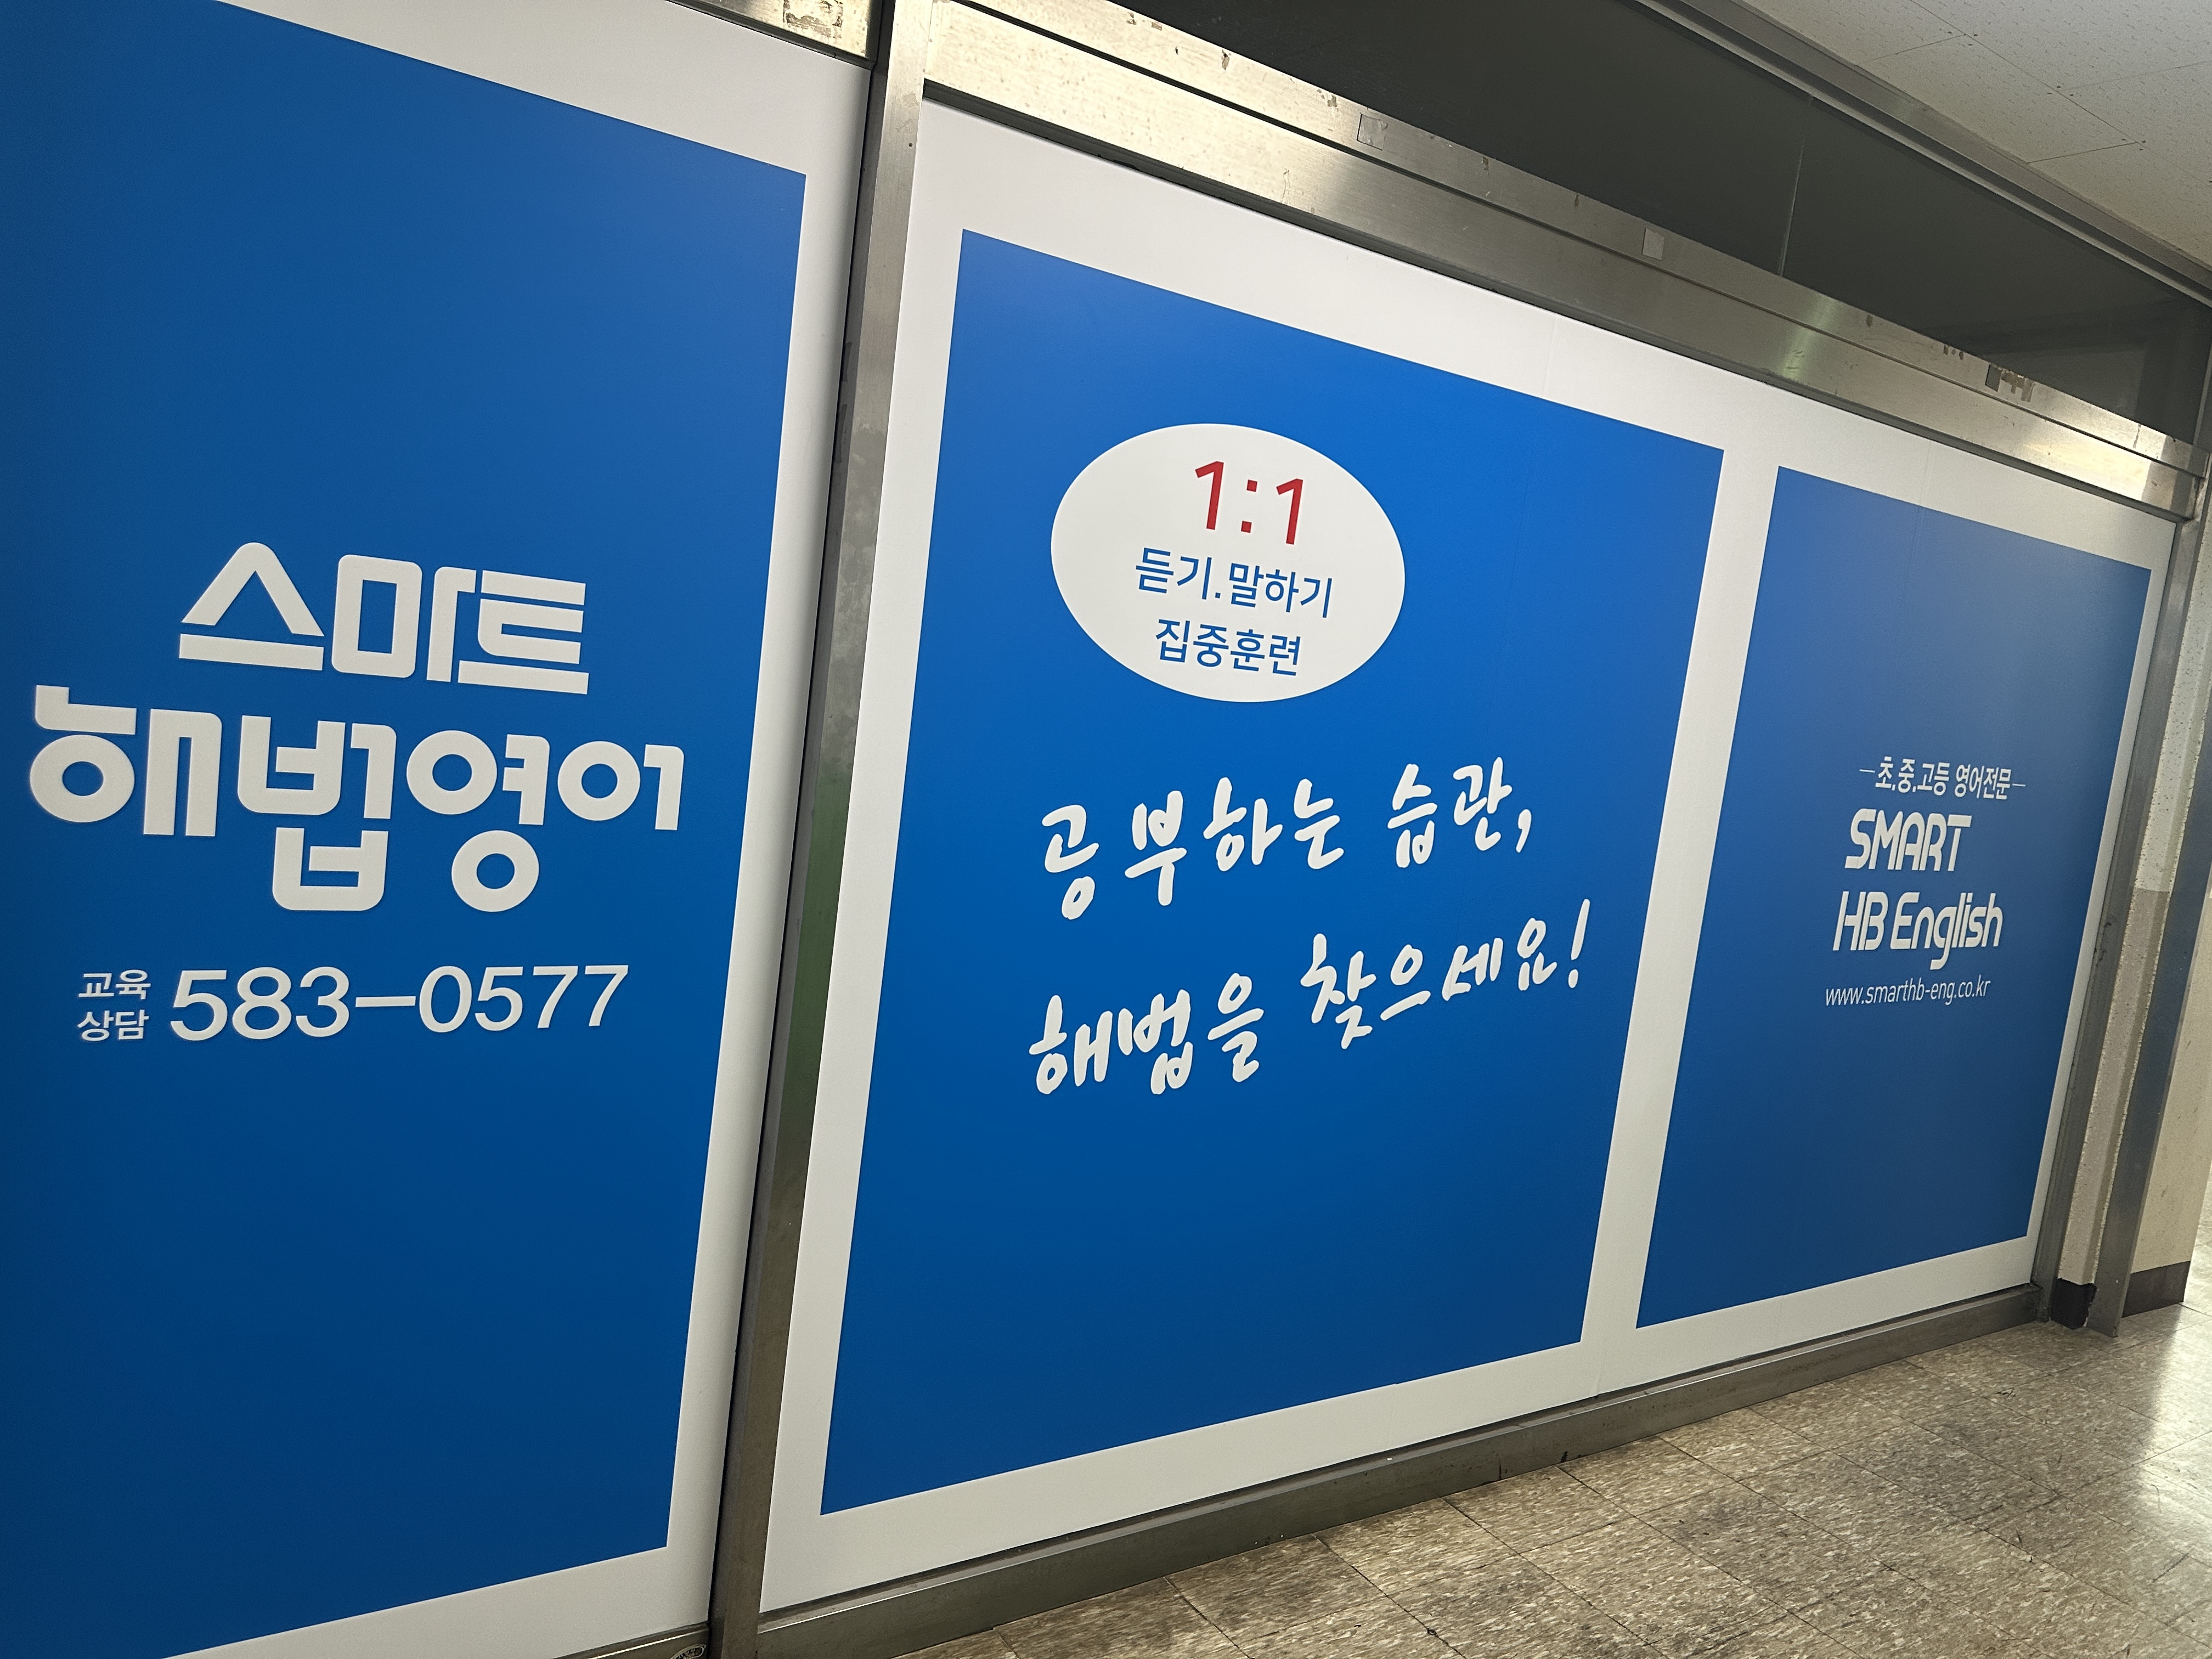 스마트
해법영어
교육
상담 583-0577
1:1
듣기.말하기
집중훈련
공부하는 습관,
해법을 찾으세요!
-초,중,고등 영어전문-
SMART
HB English
www.smarthb-eng.co.kr